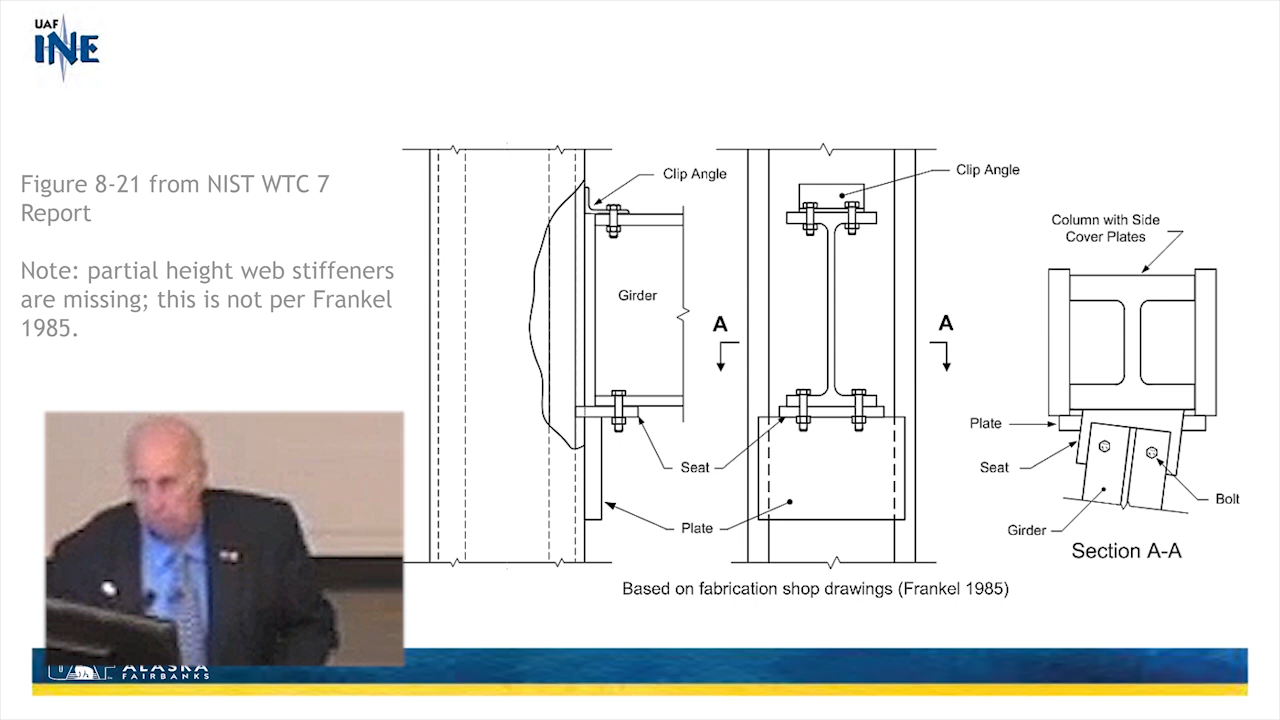 UAF
INE
Figure 8-21 from NIST WTC 7
Report
Note: partial height web stiffeners
are missing; this is not per Frankel
1985.
Clip Angle
Girder
Seat
Plate
A
A
Clip Angle
Column with Side
Cover Plates
Plate
Seat
Bolt
Girder
Section A-A
Based on fabrication shop drawings (Frankel 1985)
UAF ALASKA
FAIRBANKS